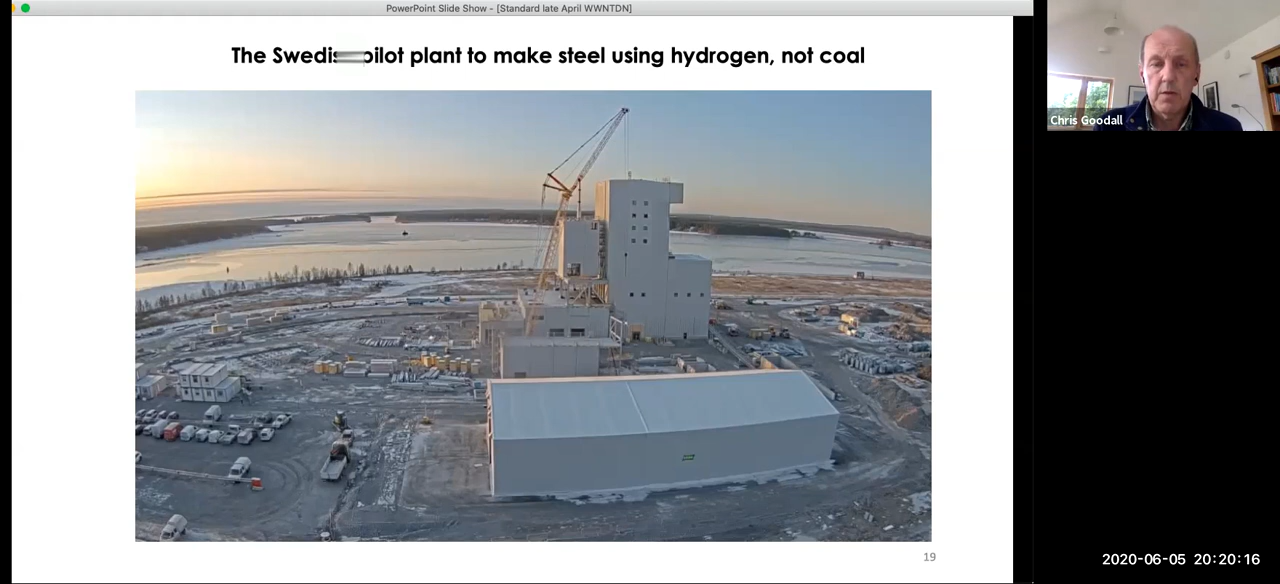 PowerPoint Slide Show - [Standard late April WWNTDN]
The plant to make steel using hydrogen, not coal
Chris Goodall
19
2020-06-05 20:20:16